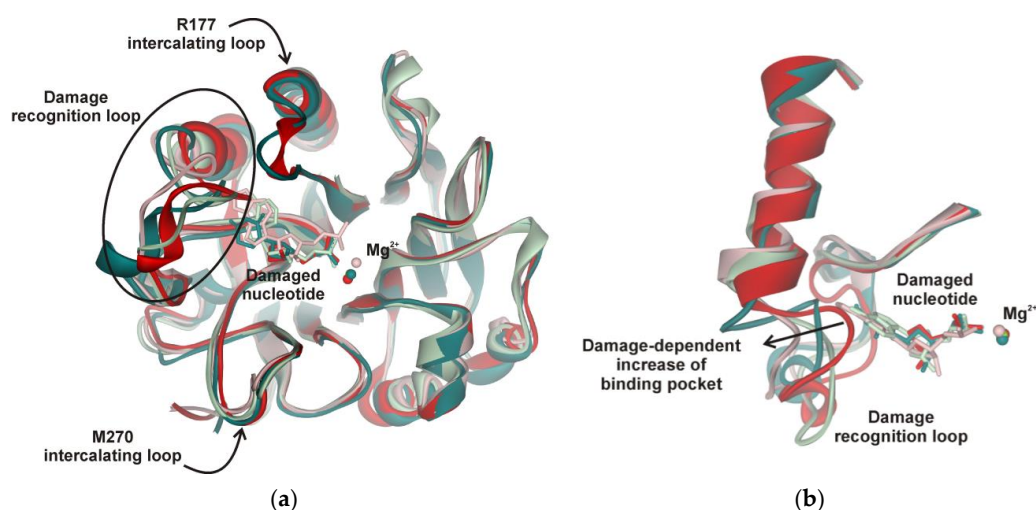 R177
intercalating loop
Damage
recognition loop
Mg2+
Damaged
nucleotide
M270
intercalating loop
(a)
Damaged
nucleotide
Mg2+
Damage-dependent
increase of
binding pocket
Damage
recognition loop
(b)